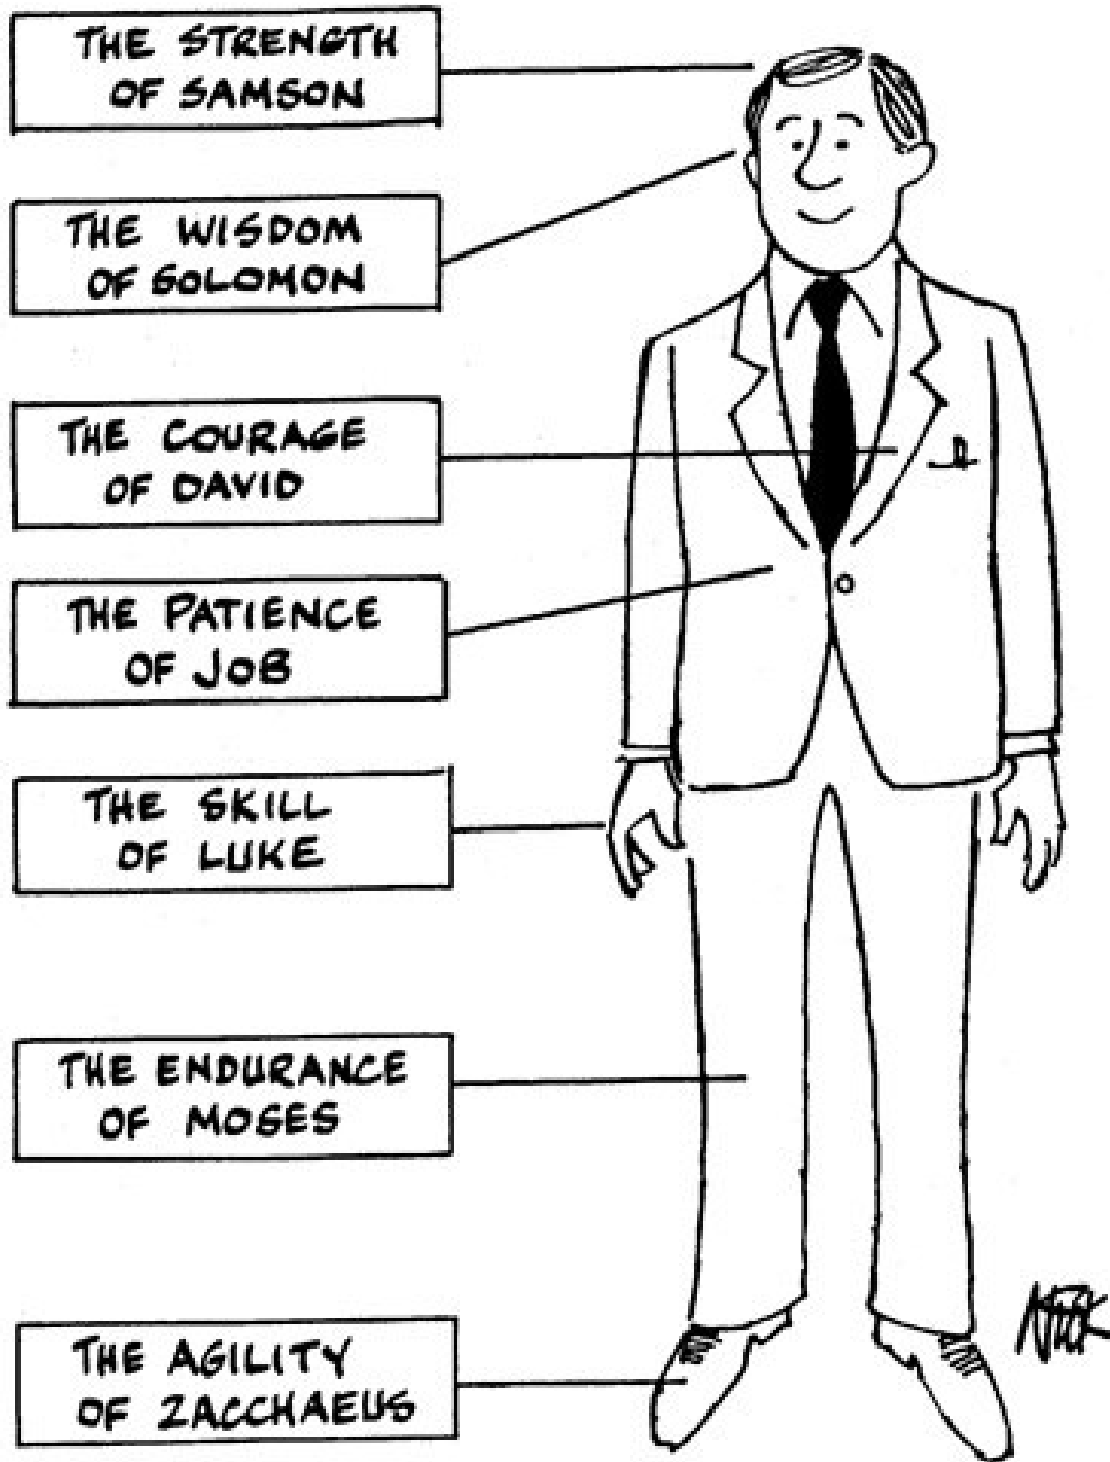 THE STRENGTH
OF SAMSON
THE WISDOM
OF SOLOMON
THE COURAGE
OF DAVID
THE PATIENCE
OF JOB
THE SKILL
OF LUKE
THE ENDURANCE
OF MOSES
THE AGILITY
OF ZACCHAEUS